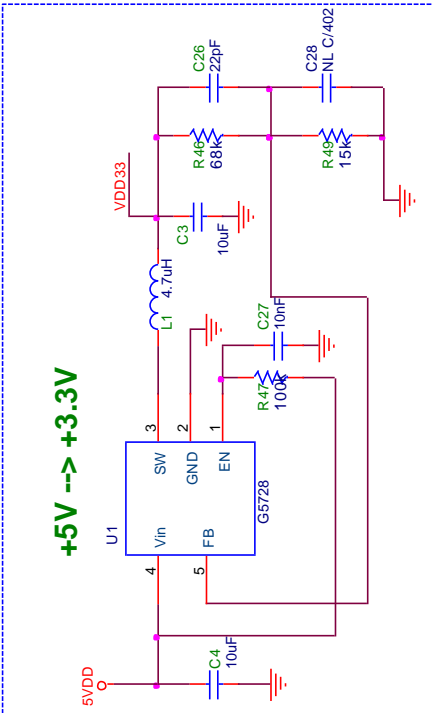 +5V --> +3.3V
5VDD
C4
10uF
U1
4
Vin
5
FB
SW
3
GND
2
EN
1
G5728
L1
4.7uH
VDD33
C3
10uF
R47
100k
C27
10nF
R46
68k
C26
22pF
R49
15k
C28
NL C/402